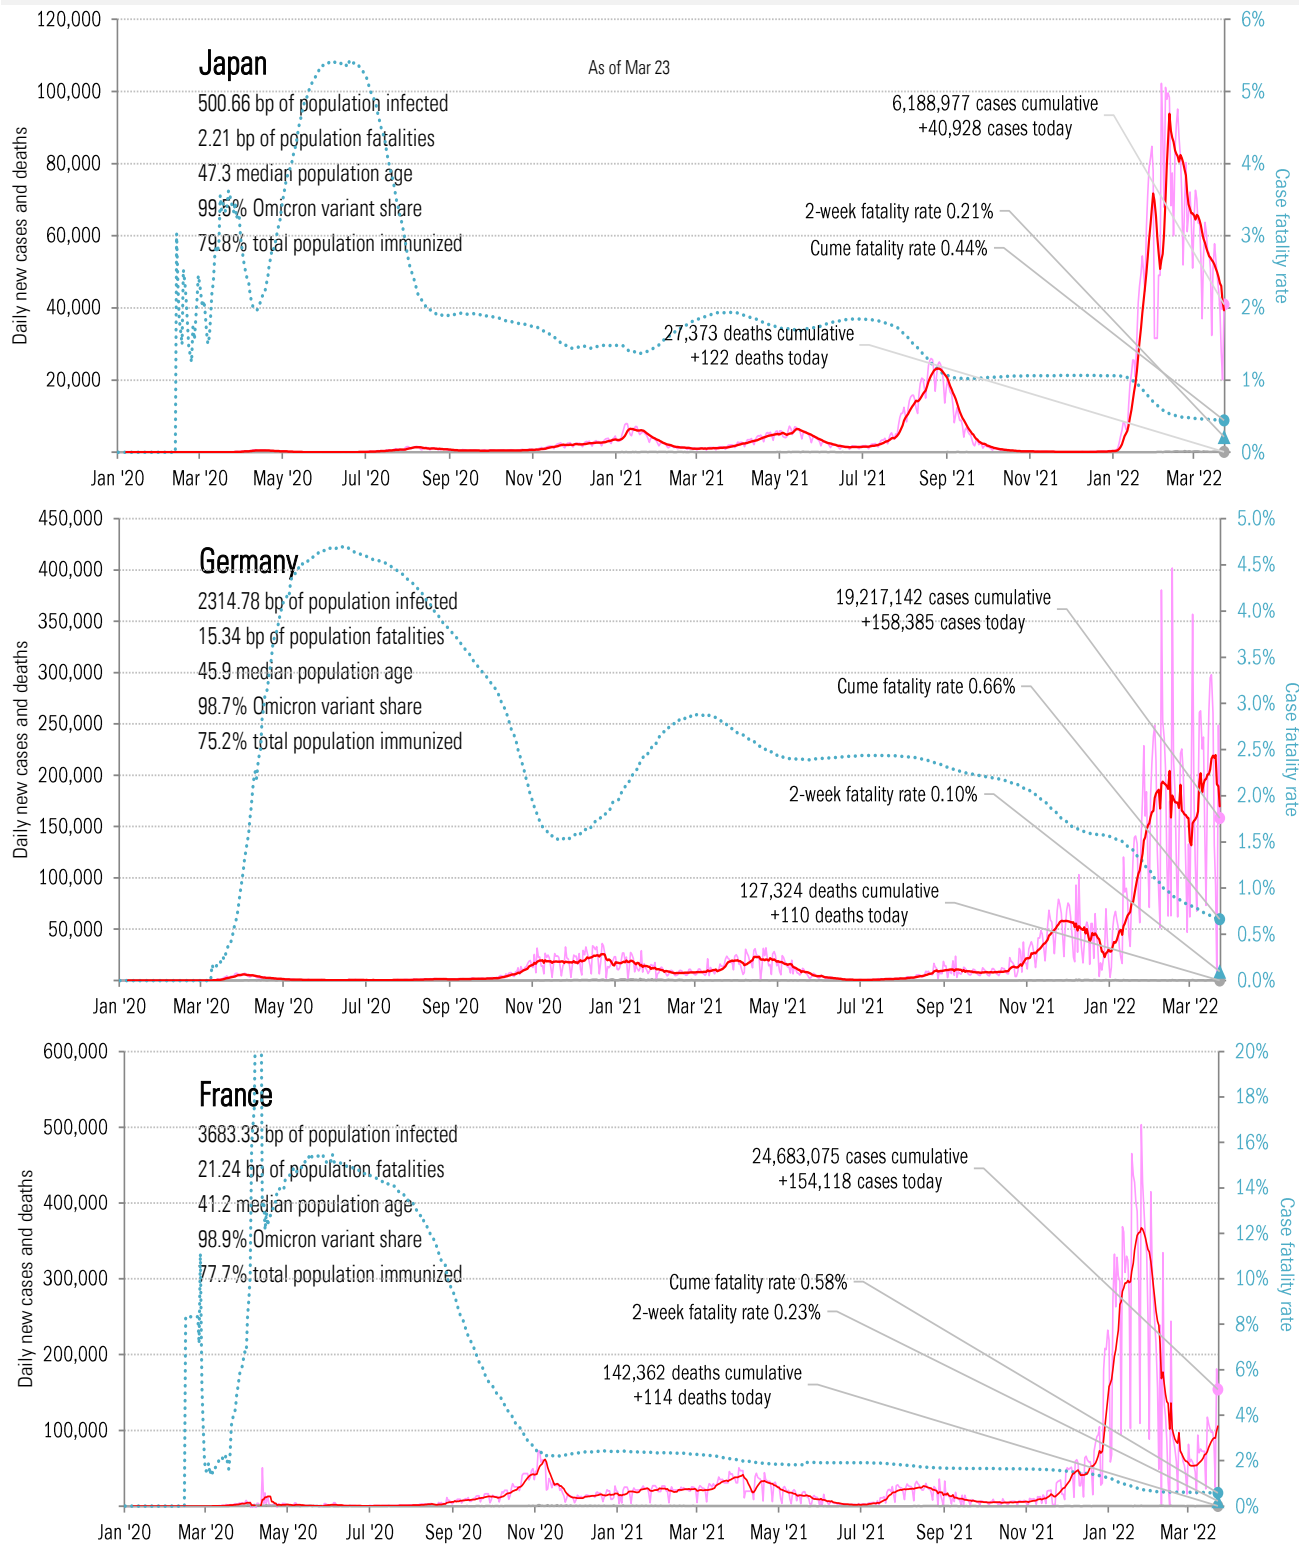 120,000
100,000
80,000
60,000
40,000
20,000
Daily new cases and deaths
6%
5%
4%
3%
2%
1%
0%
Case fatality rate
Japan
As of Mar 23
500.66 bp of population infected
2.21 bp of population fatalities
47.3 median population age
99.5% Omicron variant share
79.8% total population immunized
6,188,977 cases cumulative
+40,928 cases today
2-week fatality rate 0.21%
Cume fatality rate 0.44%
27,373 deaths cumulative
+122 deaths today
Jan '20 Mar '20 May '20 Jul '20 Sep '20 Nov '20 Jan '21 Mar '21 May '21 Jul '21 Sep '21 Nov '21 Jan '22 Mar '22
450,000
400,000
350,000
300,000
250,000
200,000
150,000
100,000
50,000
Daily new cases and deaths
5.0%
4.5%
4.0%
3.5%
3.0%
2.5%
2.0%
1.5%
1.0%
0.5%
0.0%
Case fatality rate
Germany
2314.78 bp of population infected
15.34 bp of population fatalities
45.9 median population age
98.7% Omicron variant share
75.2% total population immunized
19,217,142 cases cumulative
+158,385 cases today
Cume fatality rate 0.66%
2-week fatality rate 0.10%
127,324 deaths cumulative
+110 deaths today
Jan '20 Mar '20 May '20 Jul '20 Sep '20 Nov '20 Jan '21 Mar '21 May '21 Jul '21 Sep '21 Nov '21 Jan '22 Mar '22
600,000
500,000
400,000
300,000
200,000
100,000
Daily new cases and deaths
20%
18%
16%
14%
12%
10%
8%
6%
4%
2%
0%
Case fatality rate
France
3683.33 bp of population infected
21.24 bp of population fatalities
41.2 median population age
98.9% Omicron variant share
77.7% total population immunized
24,683,075 cases cumulative
+154,118 cases today
Cume fatality rate 0.58%
2-week fatality rate 0.23%
142,362 deaths cumulative
+114 deaths today
Jan '20 Mar '20 May '20 Jul '20 Sep '20 Nov '20 Jan '21 Mar '21 May '21 Jul '21 Sep '21 Nov '21 Jan '22 Mar '22